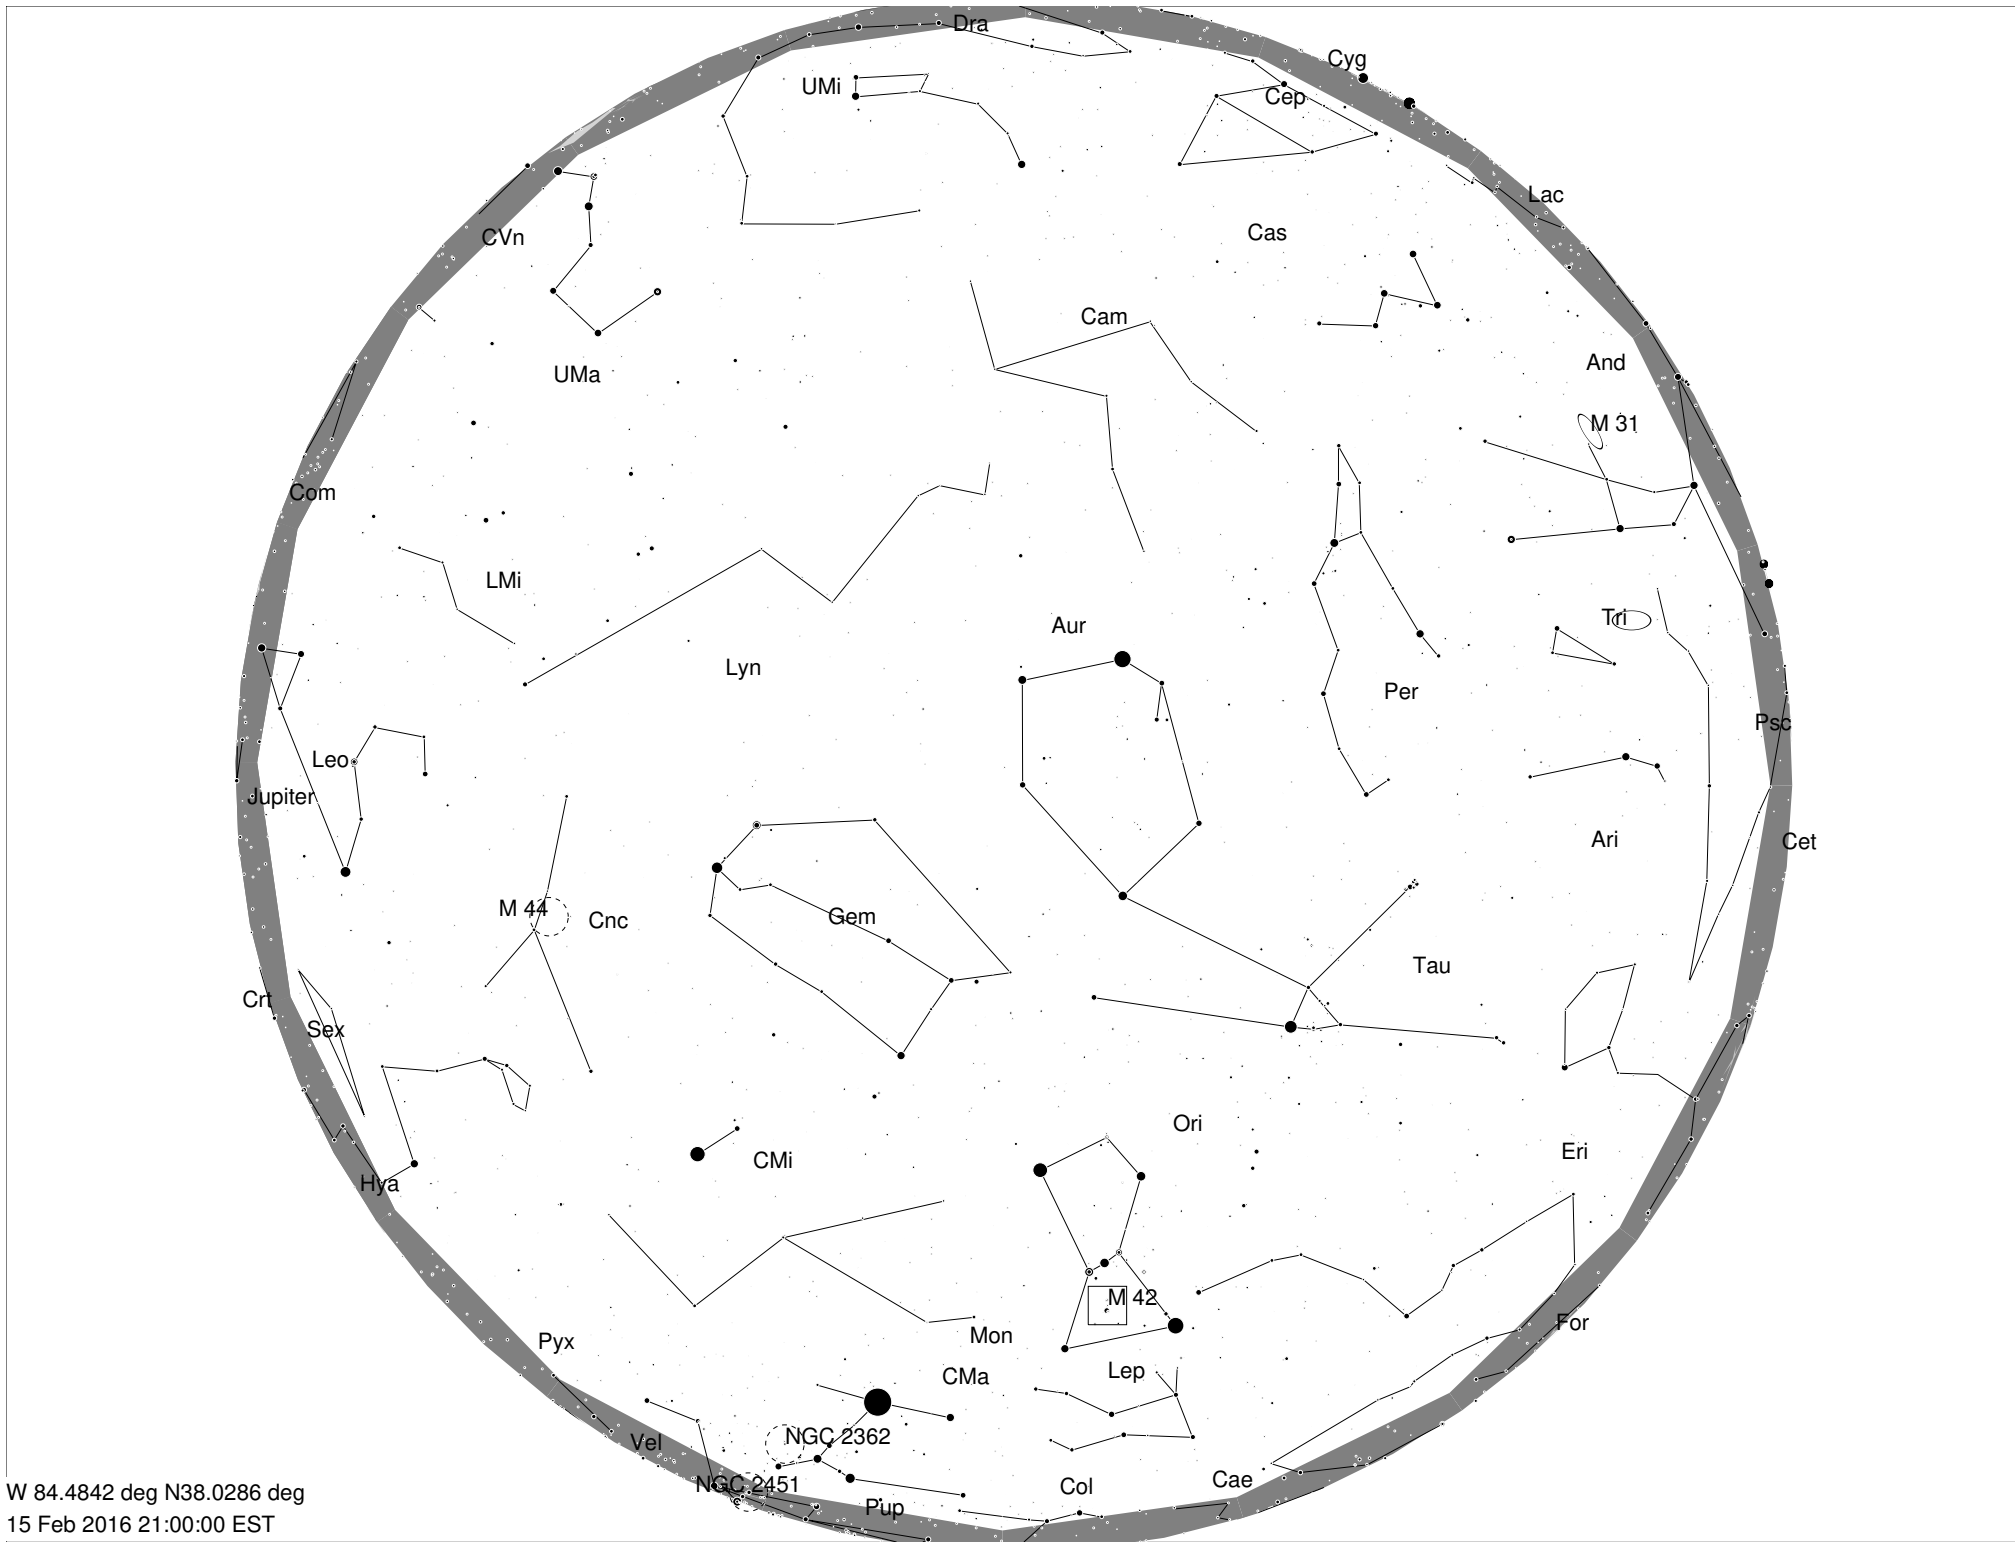 Dra
Cyg
UMi
Cep
Lac
CVn
Cas
Cam
And
UMa
M 31
Com
LMi
Tri
Aur
Lyn
Per
Psc
Leo
Jupiter
Ari
Cet
M 44
Cnc
Gem
Tau
Crt
Sex
Ori
CMi
Eri
Hya
M 42
For
Mon
Pyx
Lep
CMa
NGC 2362
Vel
NGC 2451
Cae
Col
Pup
W 84.4842 deg N38.0286 deg
15 Feb 2016 21:00:00 EST